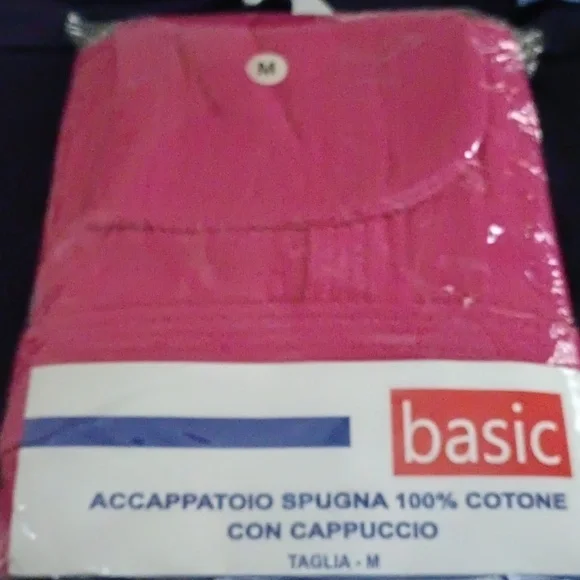 M
basic
ACCAPPATOIO SPUGNA 100% COTONE
CON CAPPUCCIO
TAGLIA - M